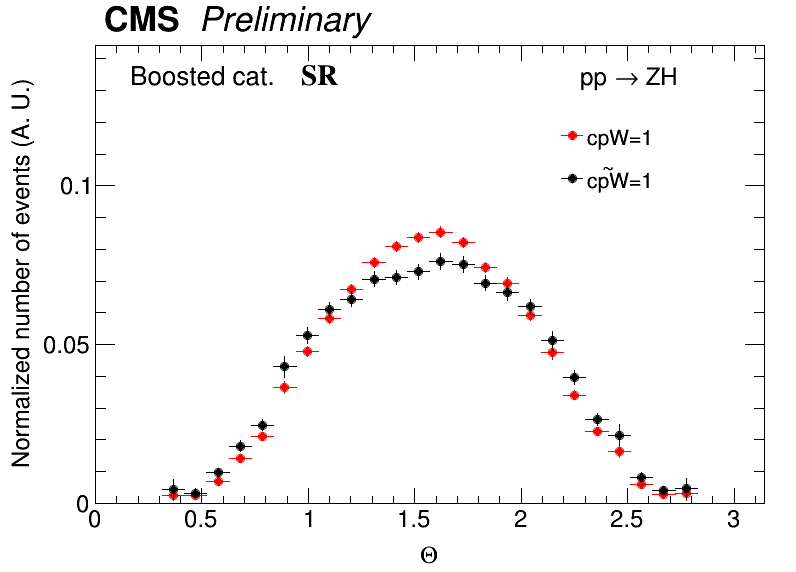 CMS Preliminary
Boosted cat. SR
pp → ZH
cpW=1
cp̃W=1
Normalized number of events (A. U.)
0.1
0.05
0
0 0.5 1 1.5 2 2.5 3
Θ